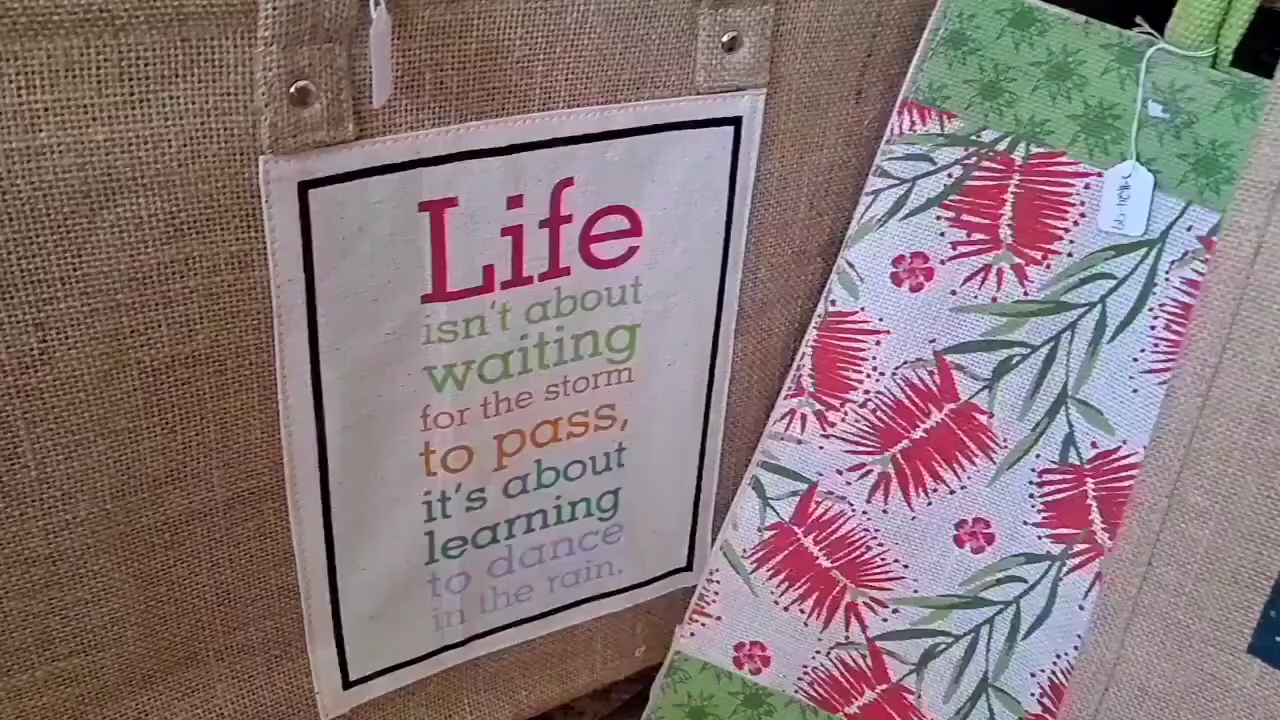 Life
isn't about
waiting
for the storm
to pass,
it's about
learning
to dance
in the rain.